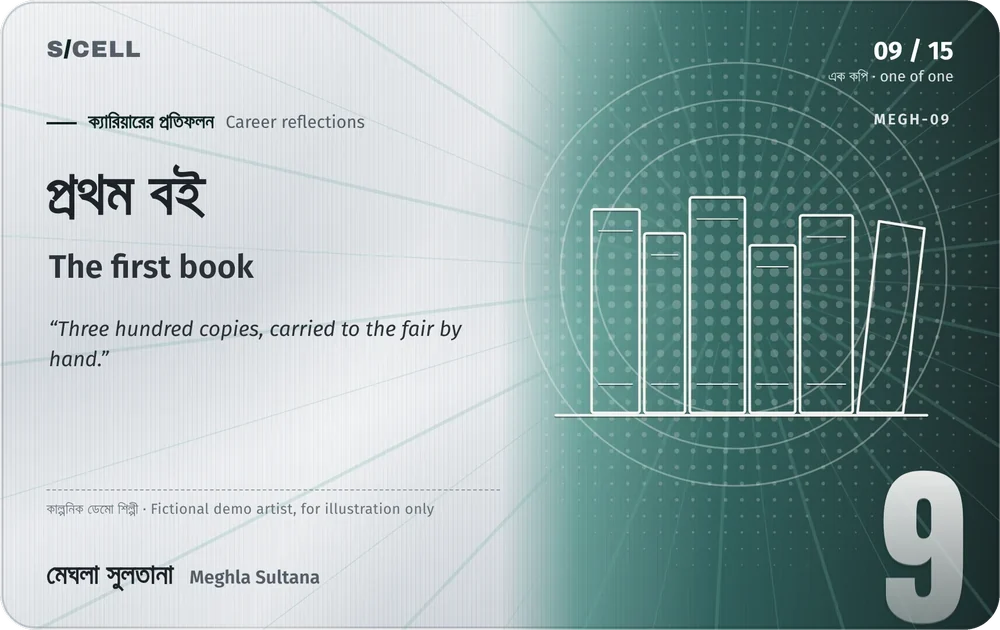 S/CELL
09 / 15
এক কপি · one of one
MEGH-09
ক্যারিয়ারের প্রতিফলন Career reflections
প্রথম বই
The first book
“Three hundred copies, carried to the fair by
hand.”
কাল্পনিক ডেমো শিল্পী · Fictional demo artist, for illustration only
মেঘলা সুলতানা Meghla Sultana
9